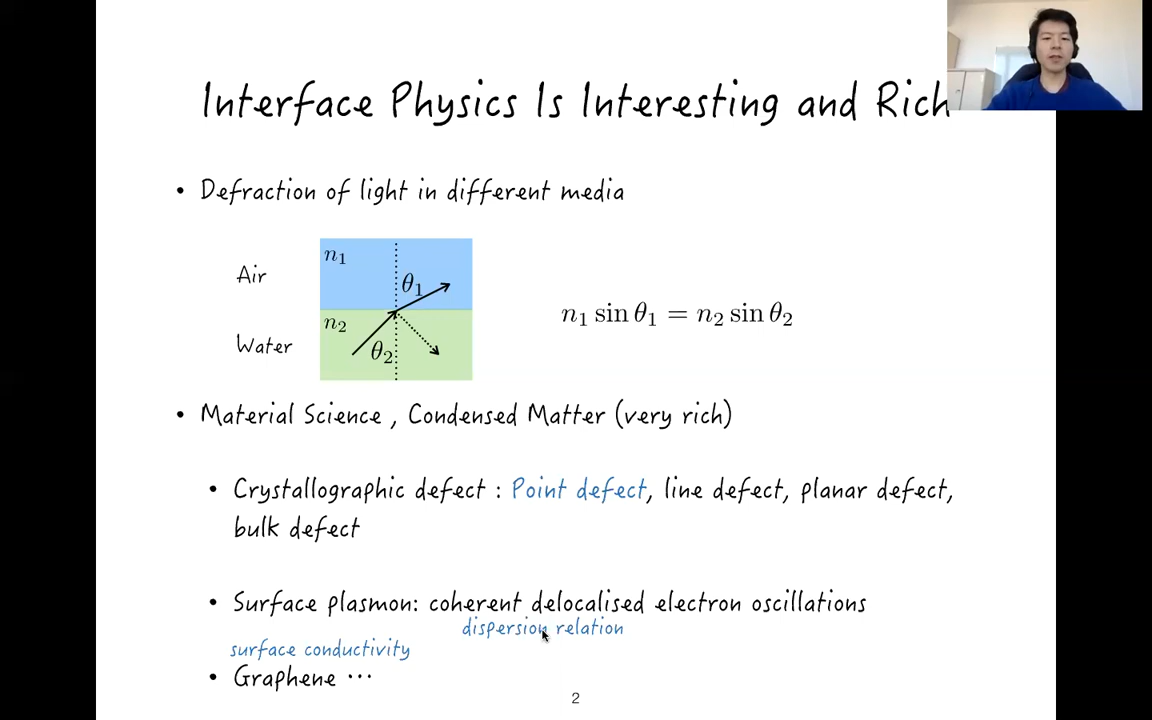 Interface Physics Is Interesting and Rich
• Defraction of light in different media
Air
n₁
θ₁
n₁ sin θ₁ = n₂ sin θ₂
n₂
Water
θ₂
• Material Science , Condensed Matter (very rich)
• Crystallographic defect : Point defect, line defect, planar defect,
bulk defect
• Surface plasmon: coherent delocalised electron oscillations
dispersion relation
surface conductivity
• Graphene ⋯
2